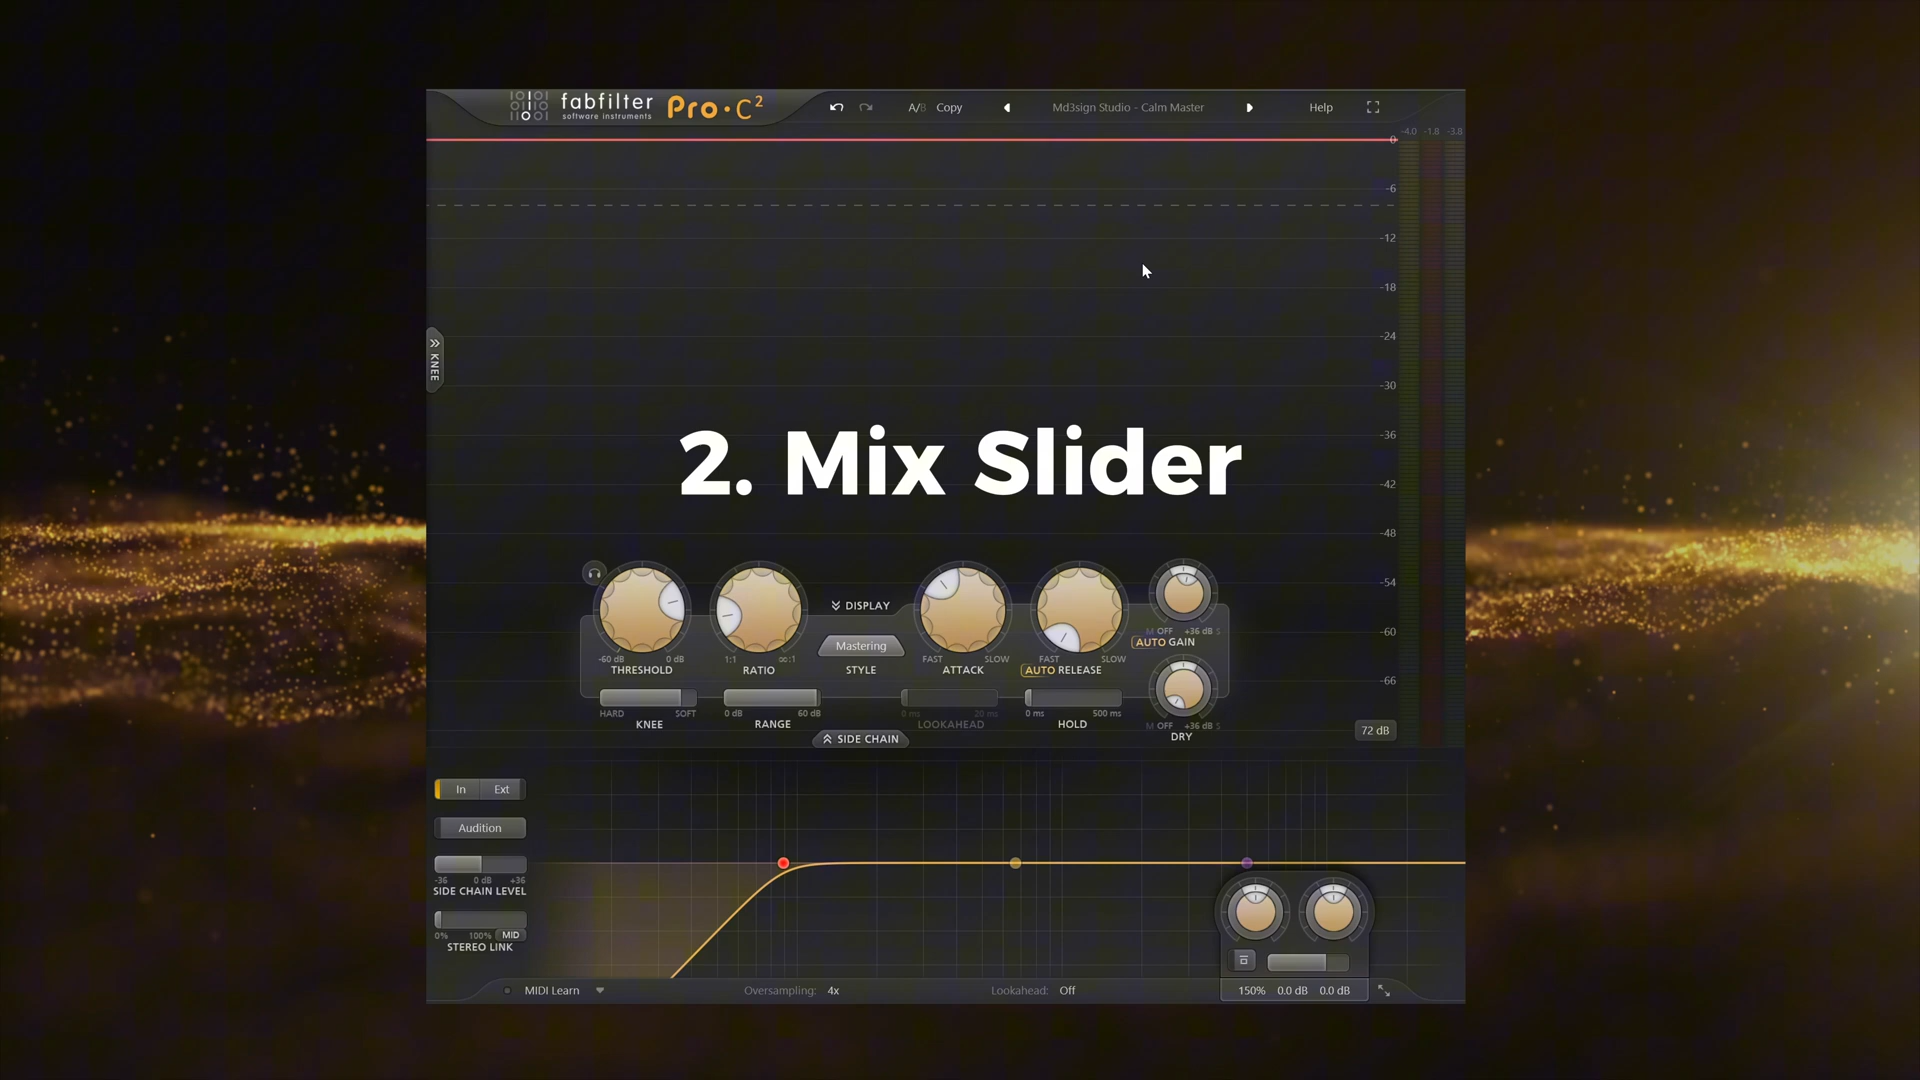 fabfilter
software instruments
Pro·C²
A/B
Copy
Md3sign Studio - Calm Master
Help
-4.0 -1.8 -3.8
0
-6
-12
-18
-24
-30
-36
-42
-48
-54
-60
-66
72 dB
KNEE
2. Mix Slider
-60 dB 0 dB
THRESHOLD
1:1 ∞:1
RATIO
DISPLAY
Mastering
STYLE
FAST SLOW
ATTACK
FAST SLOW
AUTO RELEASE
M OFF +36 dB S
AUTO GAIN
HARD SOFT
KNEE
0 dB 60 dB
RANGE
0 ms 20 ms
LOOKAHEAD
0 ms 500 ms
HOLD
M OFF +36 dB S
DRY
SIDE CHAIN
In Ext
Audition
-36 0 dB +36
SIDE CHAIN LEVEL
0% 100% MID
STEREO LINK
MIDI Learn
Oversampling: 4x
Lookahead: Off
150% 0.0 dB 0.0 dB